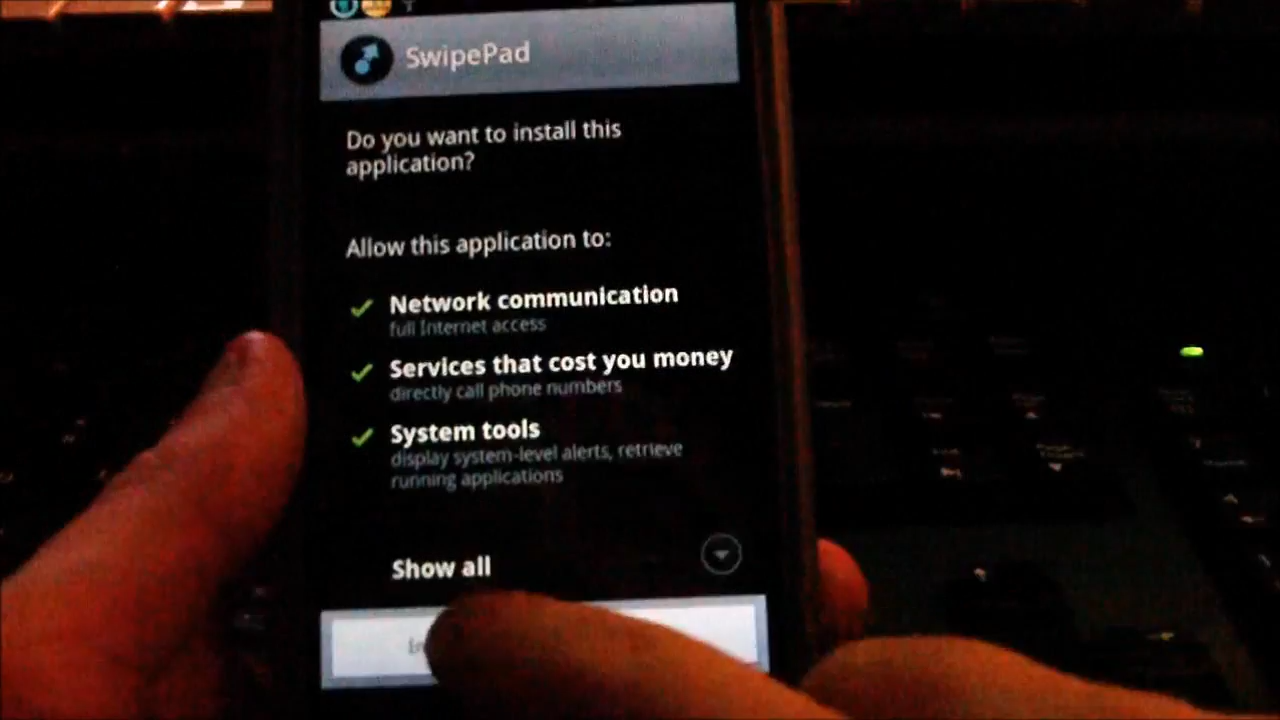 SwipePad
Do you want to install this
application?
Allow this application to:
Network communication
full Internet access
Services that cost you money
directly call phone numbers
System tools
display system-level alerts, retrieve
running applications
Show all